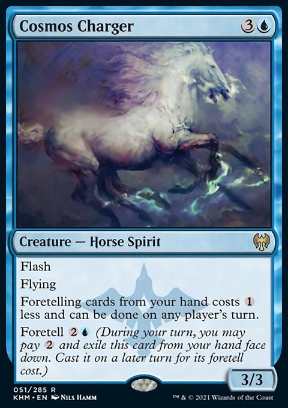 Cosmos Charger 3
Creature — Horse Spirit
Flash
Flying
Foretelling cards from your hand costs 1
less and can be done on any player's turn.
Foretell 2 (During your turn, you may
pay 2 and exile this card from your hand face
down. Cast it on a later turn for its foretell
cost.)
051/285 R
KHM • EN Nils Hamm
™ & © 2021 Wizards of the Coast
3/3